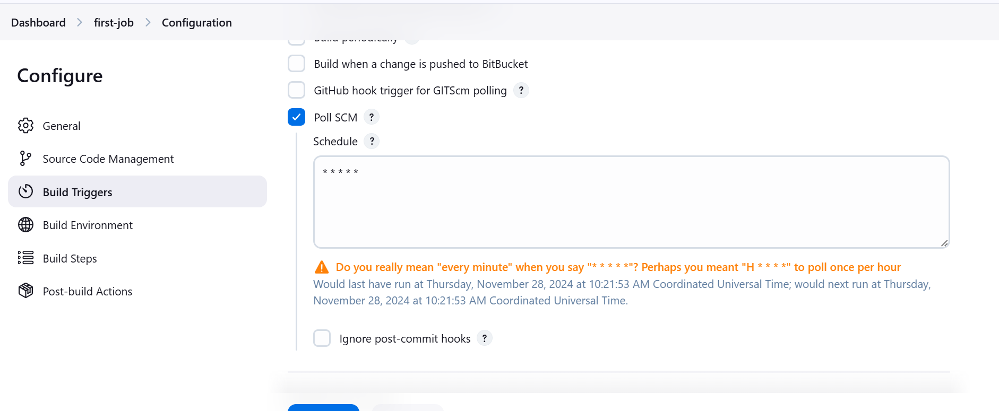 Dashboard > first-job > Configuration
Configure
General
Source Code Management
Build Triggers
Build Environment
Build Steps
Post-build Actions
Build periodically
Build when a change is pushed to BitBucket
GitHub hook trigger for GITScm polling ?
Poll SCM ?
Schedule ?
* * * * *
Do you really mean "every minute" when you say "* * * * *"? Perhaps you meant "H * * * *" to poll once per hour
Would last have run at Thursday, November 28, 2024 at 10:21:53 AM Coordinated Universal Time; would next run at Thursday,
November 28, 2024 at 10:21:53 AM Coordinated Universal Time.
Ignore post-commit hooks ?